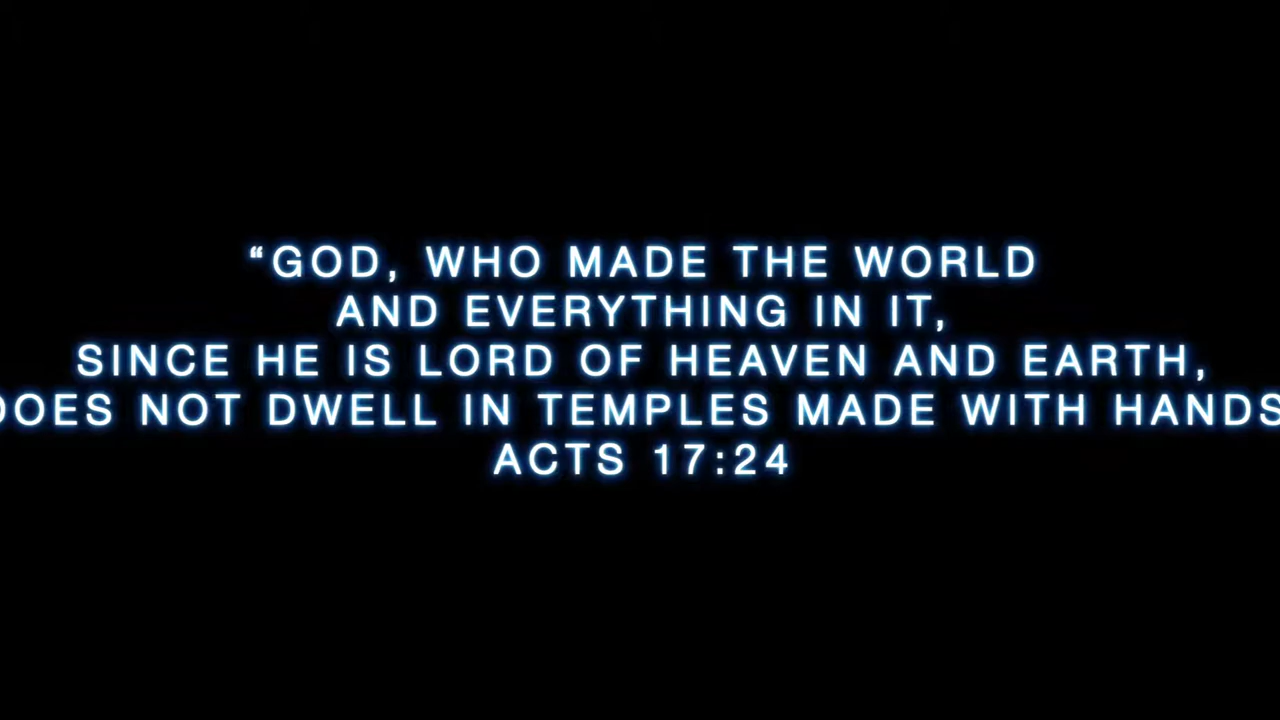 “GOD, WHO MADE THE WORLD
AND EVERYTHING IN IT,
SINCE HE IS LORD OF HEAVEN AND EARTH,
DOES NOT DWELL IN TEMPLES MADE WITH HANDS
ACTS 17:24